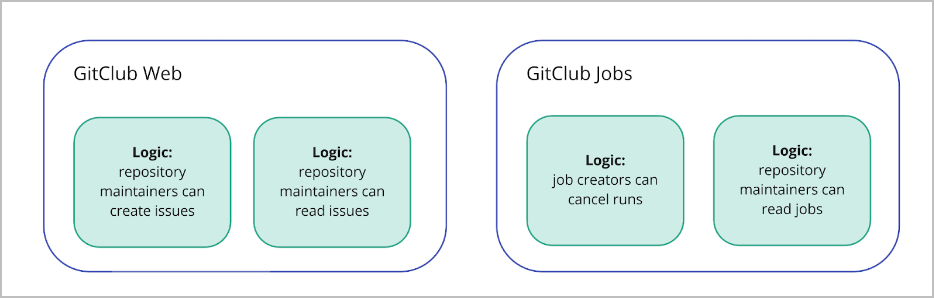 GitClub Web
Logic:
repository
maintainers can
create issues
Logic:
repository
maintainers can
read issues
GitClub Jobs
Logic:
job creators can
cancel runs
Logic:
repository
maintainers can
read jobs